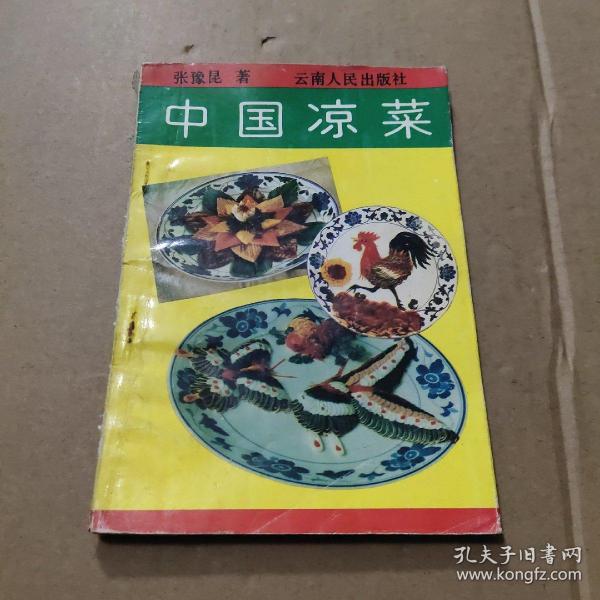 张豫昆 著 云南人民出版社
中国凉菜
孔夫子旧書网
www.kongfz.com